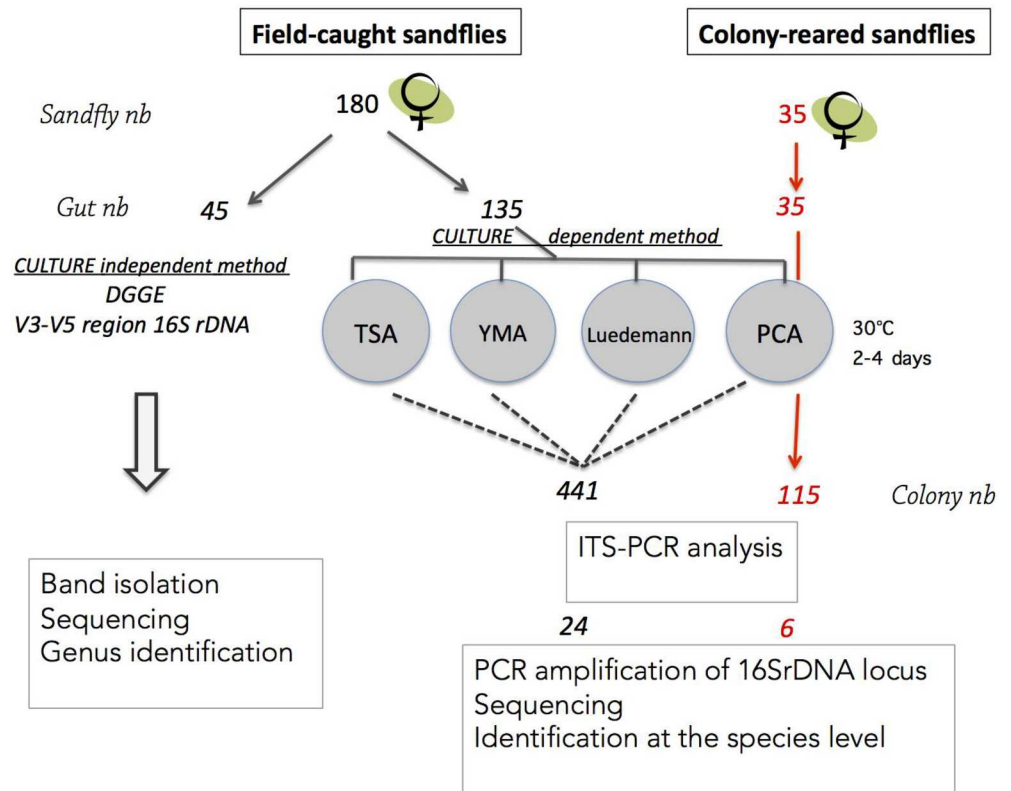 Field-caught sandflies
Colony-reared sandflies
Sandfly nb
180
35
Gut nb
45
135
35
CULTURE independent method
DGGE
V3-V5 region 16S rDNA
CULTURE dependent method
TSA
YMA
Luedemann
PCA
30°C
2-4 days
441
115
Colony nb
ITS-PCR analysis
24
6
Band isolation
Sequencing
Genus identification
PCR amplification of 16SrDNA locus
Sequencing
Identification at the species level